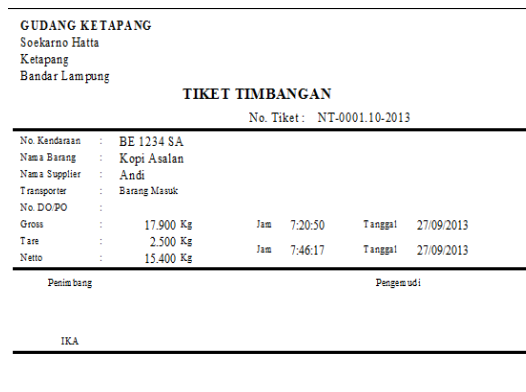 GUDANG KETAPANG
Soekarno Hatta
Ketapang
Bandar Lampung
TIKET TIMBANGAN
No. Tiket : NT-0001.10-2013
No. Kendaraan : BE 1234 SA
Nama Barang : Kopi Asalan
Nama Supplier : Andi
Transporter : Barang Masuk
No. DO/PO :
Gross : 17.900 Kg Jam 7:20:50 Tanggal 27/09/2013
Tare : 2.500 Kg Jam 7:46:17 Tanggal 27/09/2013
Netto : 15.400 Kg
Penimbang Pengemudi
IKA